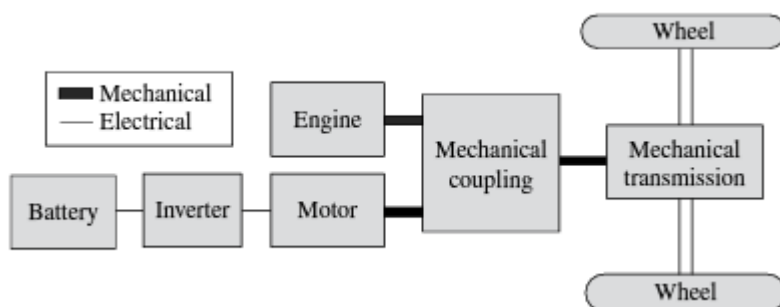 Wheel
Mechanical
Electrical
Engine
Mechanical
coupling
Mechanical
transmission
Battery
Inverter
Motor
Wheel